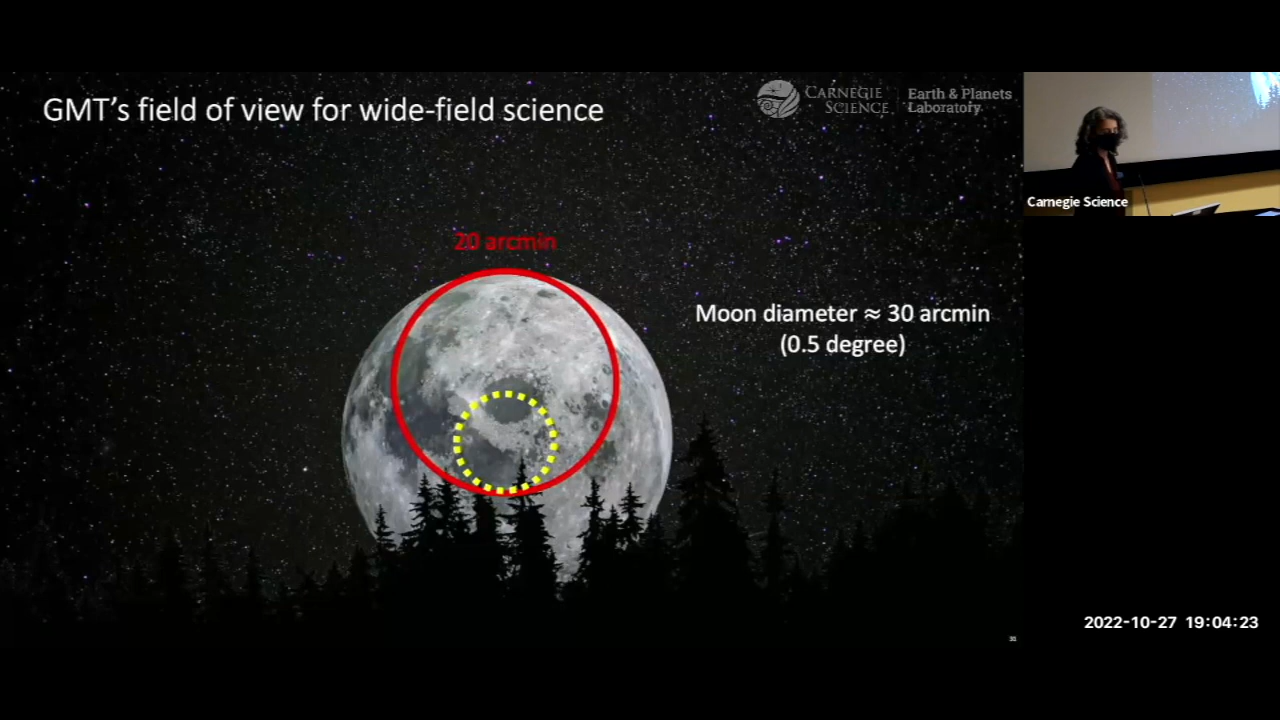 GMT's field of view for wide-field science
CARNEGIE
SCIENCE
Earth & Planets
Laboratory
20 arcmin
Moon diameter ≈ 30 arcmin
(0.5 degree)
Carnegie Science
2022-10-27 19:04:23